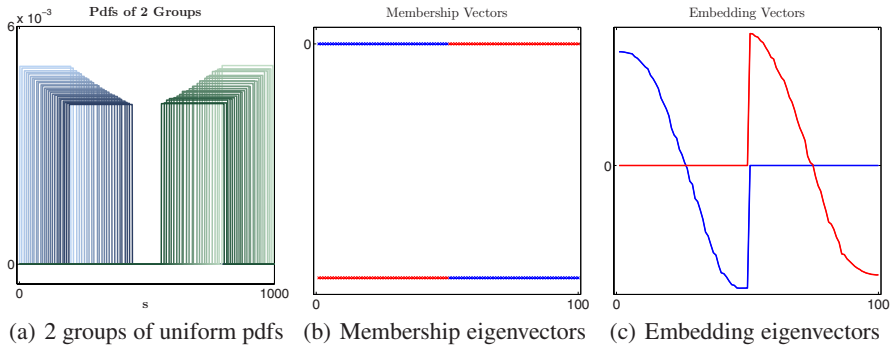 Pdfs of 2 Groups
6 x 10⁻³
0
0
1000
s
(a) 2 groups of uniform pdfs
Membership Vectors
0
0
100
(b) Membership eigenvectors
Embedding Vectors
0
0
100
(c) Embedding eigenvectors